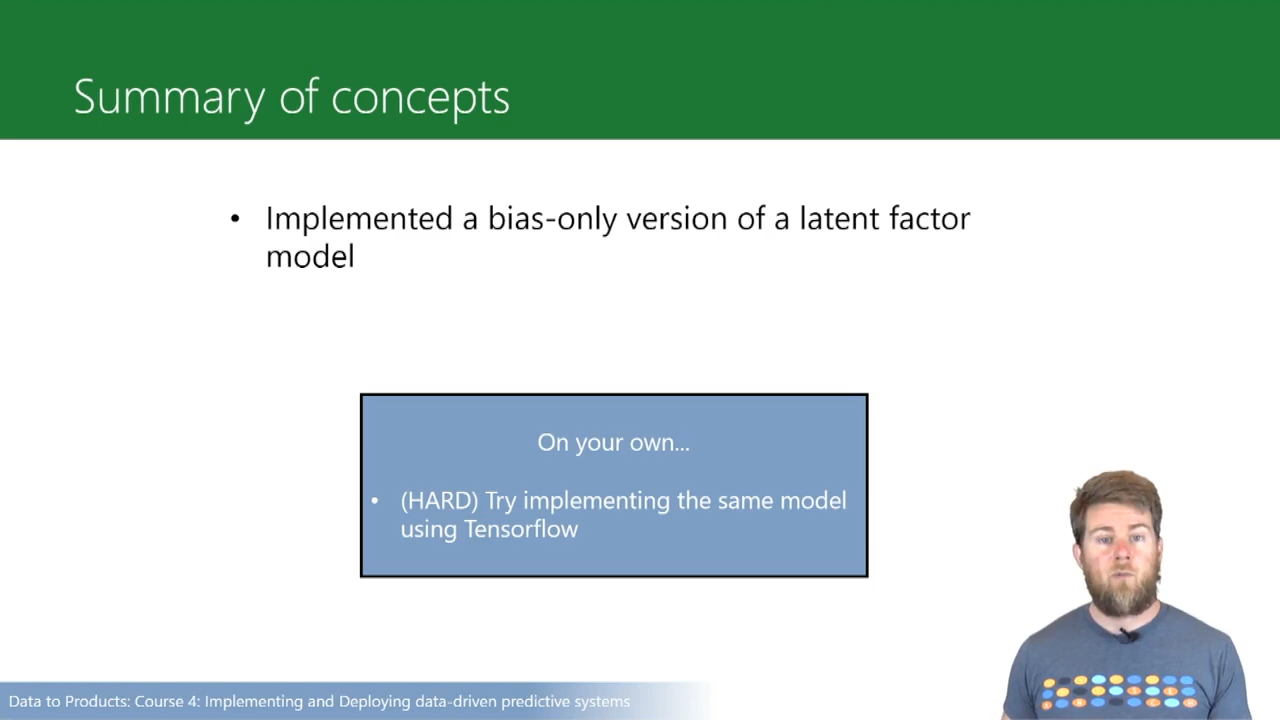 Summary of concepts
• Implemented a bias-only version of a latent factor
model
On your own...
• (HARD) Try implementing the same model
using Tensorflow
Data to Products: Course 4: Implementing and Deploying data-driven predictive systems